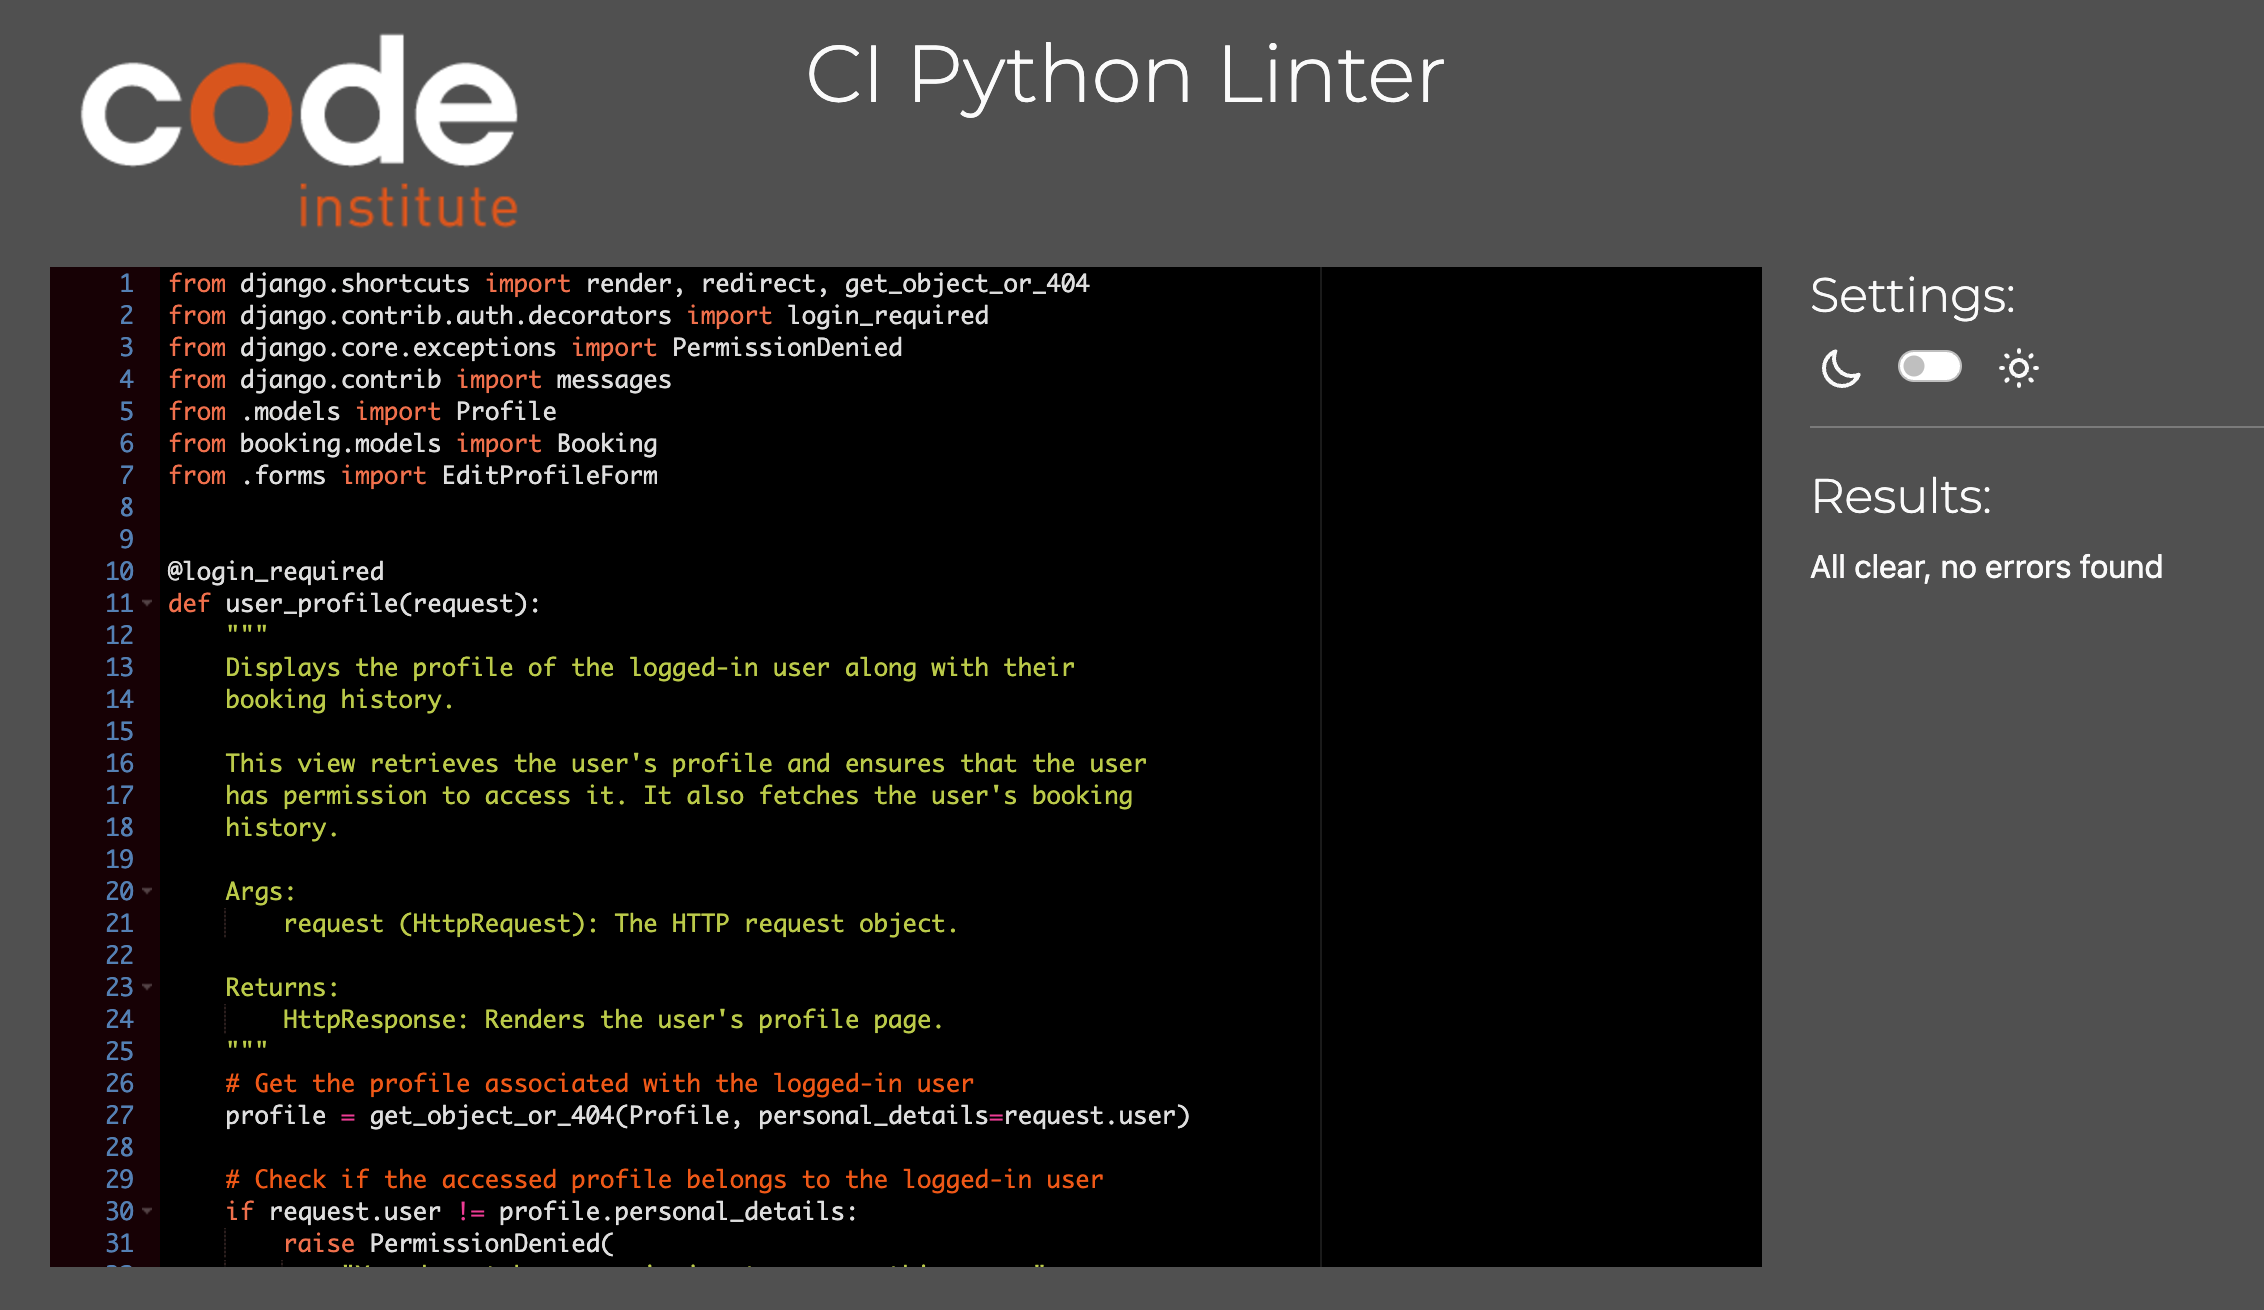 code
institute
CI Python Linter
1 from django.shortcuts import render, redirect, get_object_or_404
2 from django.contrib.auth.decorators import login_required
3 from django.core.exceptions import PermissionDenied
4 from django.contrib import messages
5 from .models import Profile
6 from booking.models import Booking
7 from .forms import EditProfileForm
8
9
10 @login_required
11 def user_profile(request):
12     """
13     Displays the profile of the logged-in user along with their
14     booking history.
15
16     This view retrieves the user's profile and ensures that the user
17     has permission to access it. It also fetches the user's booking
18     history.
19
20     Args:
21         request (HttpRequest): The HTTP request object.
22
23     Returns:
24         HttpResponse: Renders the user's profile page.
25     """
26     # Get the profile associated with the logged-in user
27     profile = get_object_or_404(Profile, personal_details=request.user)
28
29     # Check if the accessed profile belongs to the logged-in user
30     if request.user != profile.personal_details:
31         raise PermissionDenied(
Settings:
Results:
All clear, no errors found